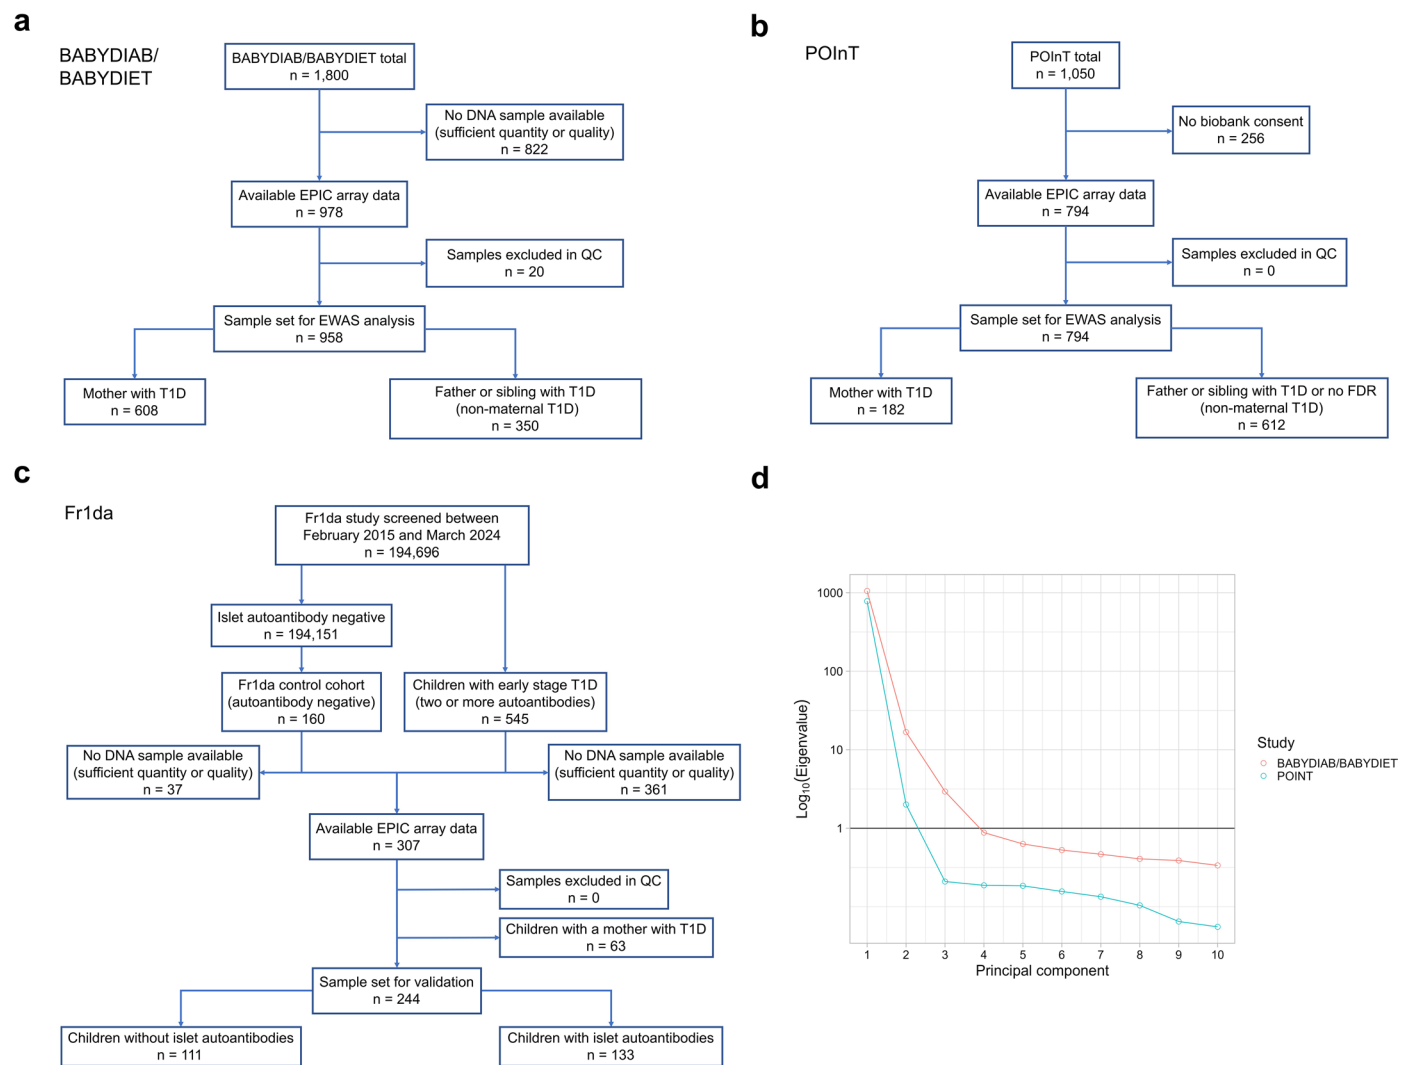 a
BABYDIAB/
BABYDIET
BABYDIAB/BABYDIET total
n = 1,800
No DNA sample available
(sufficient quantity or quality)
n = 822
Available EPIC array data
n = 978
Samples excluded in QC
n = 20
Sample set for EWAS analysis
n = 958
Mother with T1D
n = 608
Father or sibling with T1D
(non-maternal T1D)
n = 350
b
POInT
POInT total
n = 1,050
No biobank consent
n = 256
Available EPIC array data
n = 794
Samples excluded in QC
n = 0
Sample set for EWAS analysis
n = 794
Mother with T1D
n = 182
Father or sibling with T1D or no FDR
(non-maternal T1D)
n = 612
c
Fr1da
Fr1da study screened between
February 2015 and March 2024
n = 194,696
Islet autoantibody negative
n = 194,151
Fr1da control cohort
(autoantibody negative)
n = 160
Children with early stage T1D
(two or more autoantibodies)
n = 545
No DNA sample available
(sufficient quantity or quality)
n = 37
No DNA sample available
(sufficient quantity or quality)
n = 361
Available EPIC array data
n = 307
Samples excluded in QC
n = 0
Children with a mother with T1D
n = 63
Sample set for validation
n = 244
Children without islet autoantibodies
n = 111
Children with islet autoantibodies
n = 133
d
Log10(Eigenvalue)
1000
100
10
1
1 2 3 4 5 6 7 8 9 10
Principal component
Study
BABYDIAB/BABYDIET
POINT